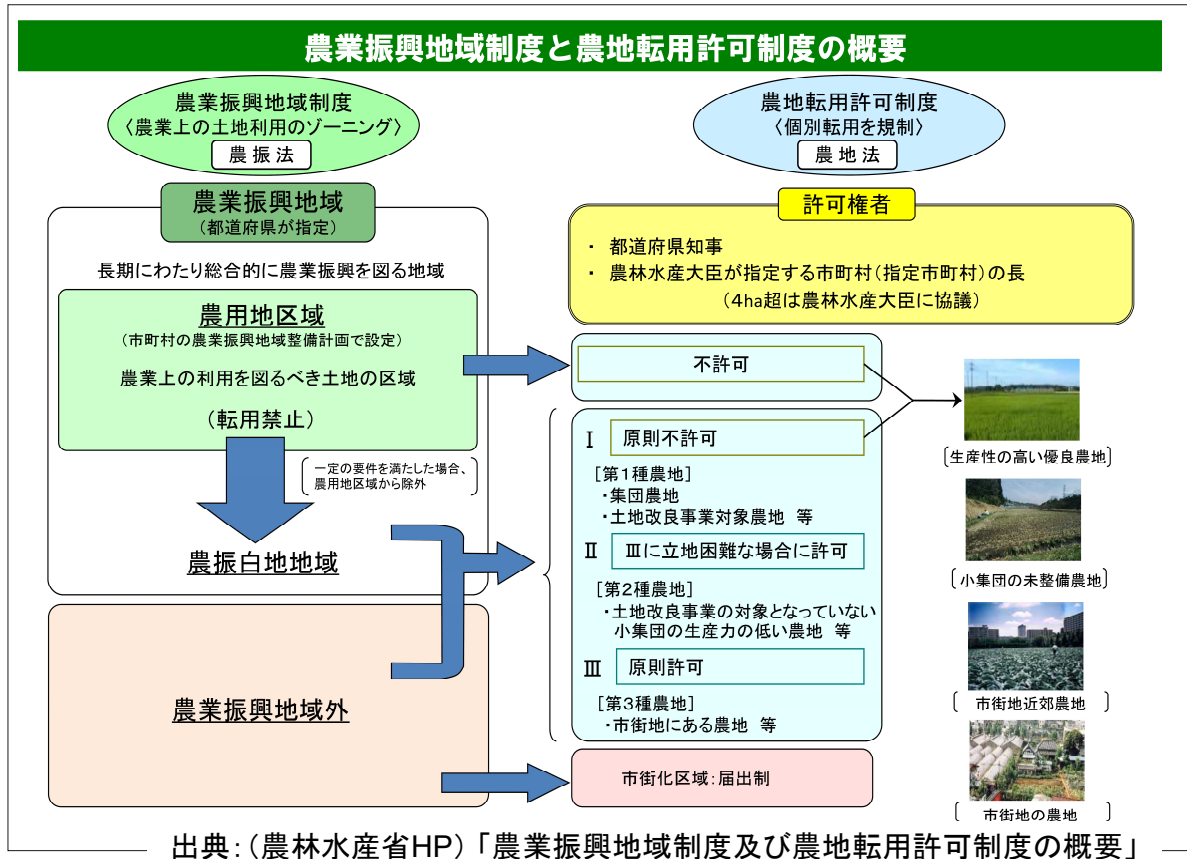 農業振興地域制度と農地転用許可制度の概要
農業振興地域制度
〈農業上の土地利用のゾーニング〉
農振法
農地転用許可制度
〈個別転用を規制〉
農地法
農業振興地域
(都道府県が指定)
長期にわたり総合的に農業振興を図る地域
農用地区域
(市町村の農業振興地域整備計画で設定)
農業上の利用を図るべき土地の区域
(転用禁止)
一定の要件を満たした場合、
農用地区域から除外
農振白地地域
農業振興地域外
許可権者
・ 都道府県知事
・ 農林水産大臣が指定する市町村(指定市町村)の長
(4ha超は農林水産大臣に協議)
不許可
Ⅰ 原則不許可
[第1種農地]
・集団農地
・土地改良事業対象農地 等
Ⅱ Ⅲに立地困難な場合に許可
[第2種農地]
・土地改良事業の対象となっていない
小集団の生産力の低い農地 等
Ⅲ 原則許可
[第3種農地]
・市街地にある農地 等
市街化区域:届出制
[生産性の高い優良農地]
[小集団の未整備農地]
[市街地近郊農地]
[市街地の農地]
出典:(農林水産省HP)「農業振興地域制度及び農地転用許可制度の概要」